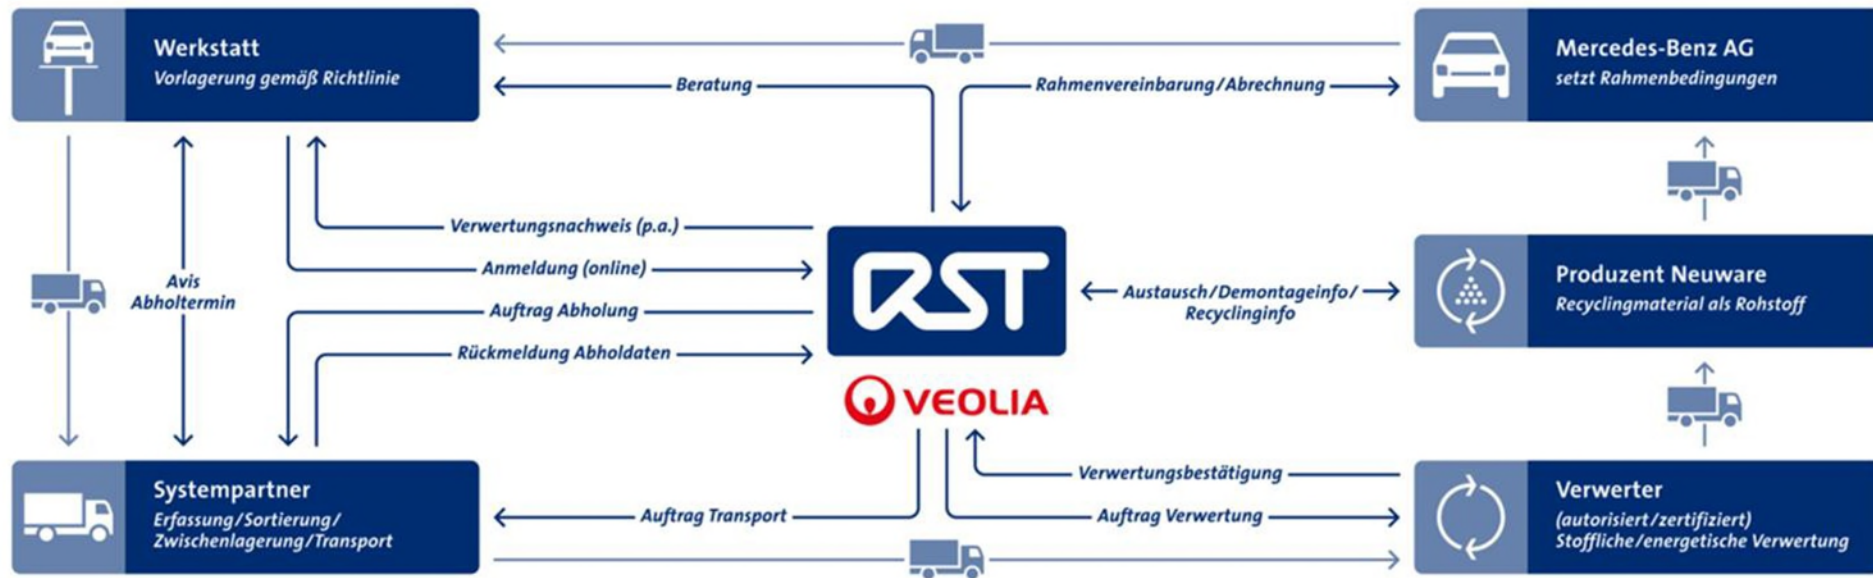 Werkstatt
Vorlagerung gemäß Richtlinie
Mercedes-Benz AG
setzt Rahmenbedingungen
Beratung
Rahmenvereinbarung/Abrechnung
Verwertungsnachweis (p.a.)
Anmeldung (online)
Avis
Abholtermin
Auftrag Abholung
Rückmeldung Abholdaten
RST
VEOLIA
Austausch/Demontageinfo/
Recyclinginfo
Produzent Neuware
Recyclingmaterial als Rohstoff
Systempartner
Erfassung/Sortierung/
Zwischenlagerung/Transport
Auftrag Transport
Verwertungsbestätigung
Auftrag Verwertung
Verwerter
(autorisiert/zertifiziert)
Stoffliche/energetische Verwertung